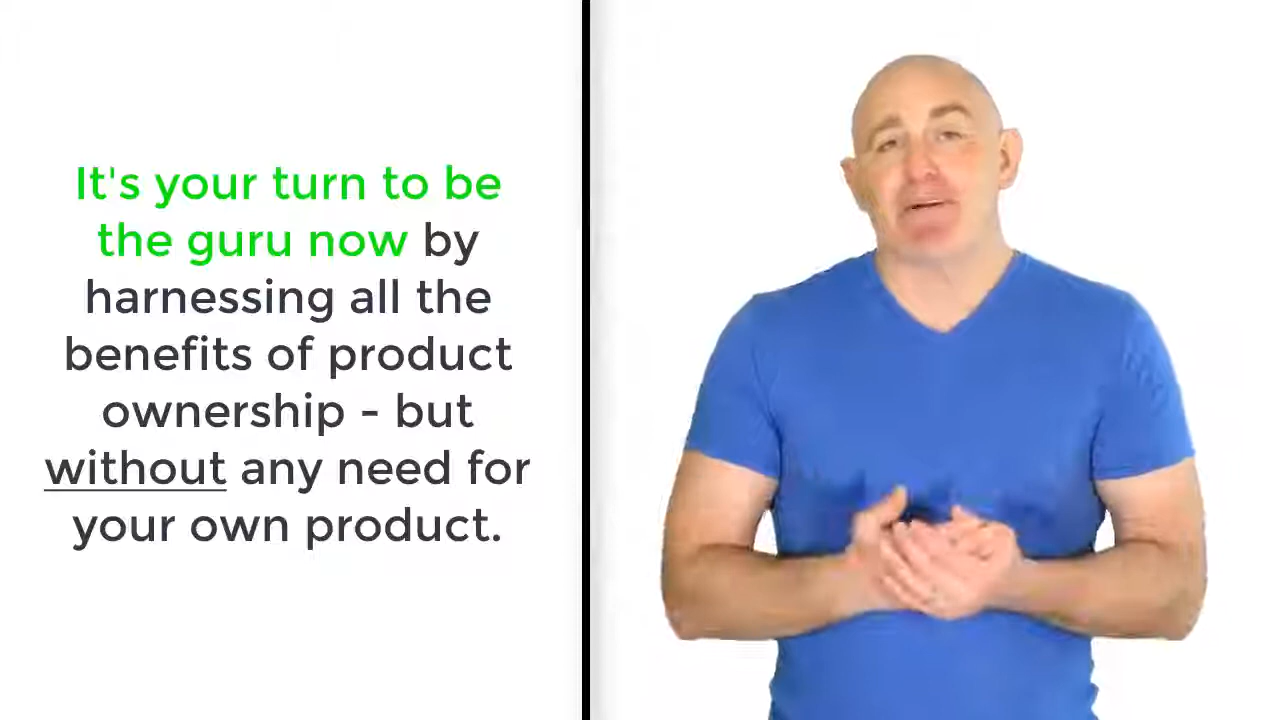 It's your turn to be
the guru now by
harnessing all the
benefits of product
ownership - but
without any need for
your own product.